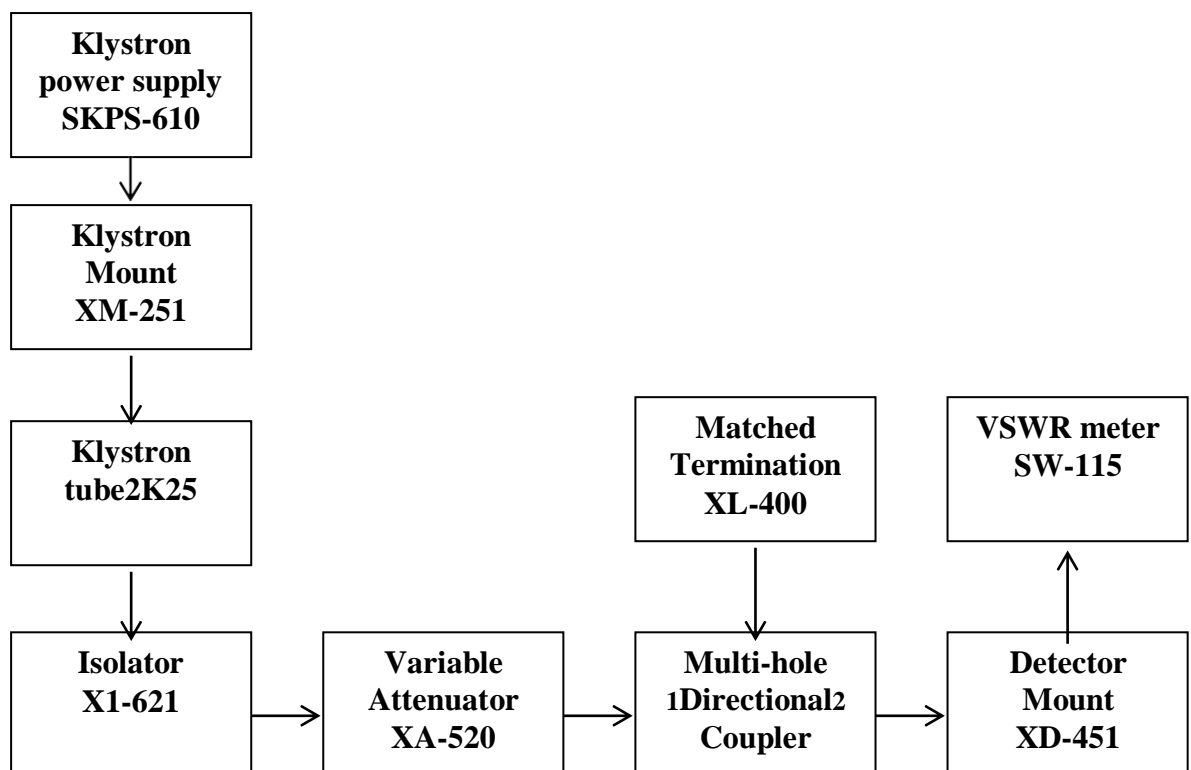 Klystron
power supply
SKPS-610
Klystron
Mount
XM-251
Klystron
tube2K25
Matched
Termination
XL-400
VSWR meter
SW-115
Isolator
X1-621
Variable
Attenuator
XA-520
Multi-hole
1Directional2
Coupler
Detector
Mount
XD-451